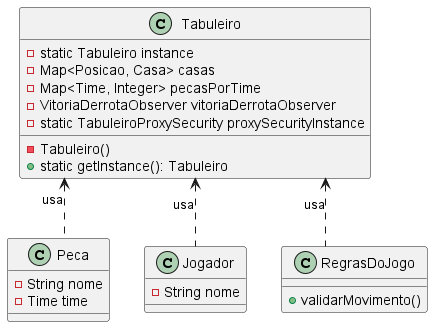 C Tabuleiro
static Tabuleiro instance
Map<Posicao, Casa> casas
Map<Time, Integer> pecasPorTime
VitoriaDerrotaObserver vitoriaDerrotaObserver
static TabuleiroProxySecurity proxySecurityInstance
Tabuleiro()
static getInstance(): Tabuleiro
usa
usa
usa
C Peca
String nome
Time time
C Jogador
String nome
C RegrasDoJogo
validarMovimento()